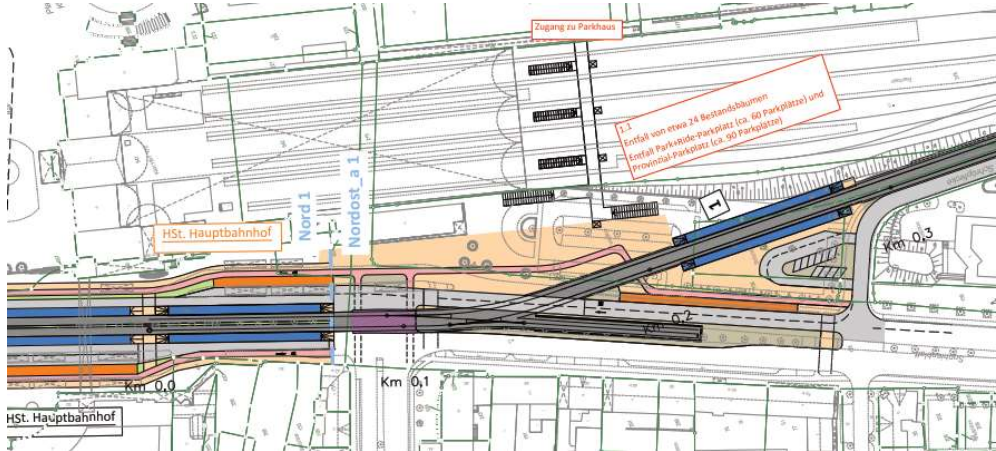 Zugang zu Parkhaus
1.1
Entfall von etwa 24 Bestandsbäumen
Entfall Park+Ride-Parkplatz (ca. 60 Parkplätze) und
Provinzial-Parkplatz (ca. 90 Parkplätze)
Nord 1
Nordost_a 1
HSt. Hauptbahnhof
1
Km 0,3
Km 0,2
Km 0,0
Km 0,1
HSt. Hauptbahnhof
Sophienblatt